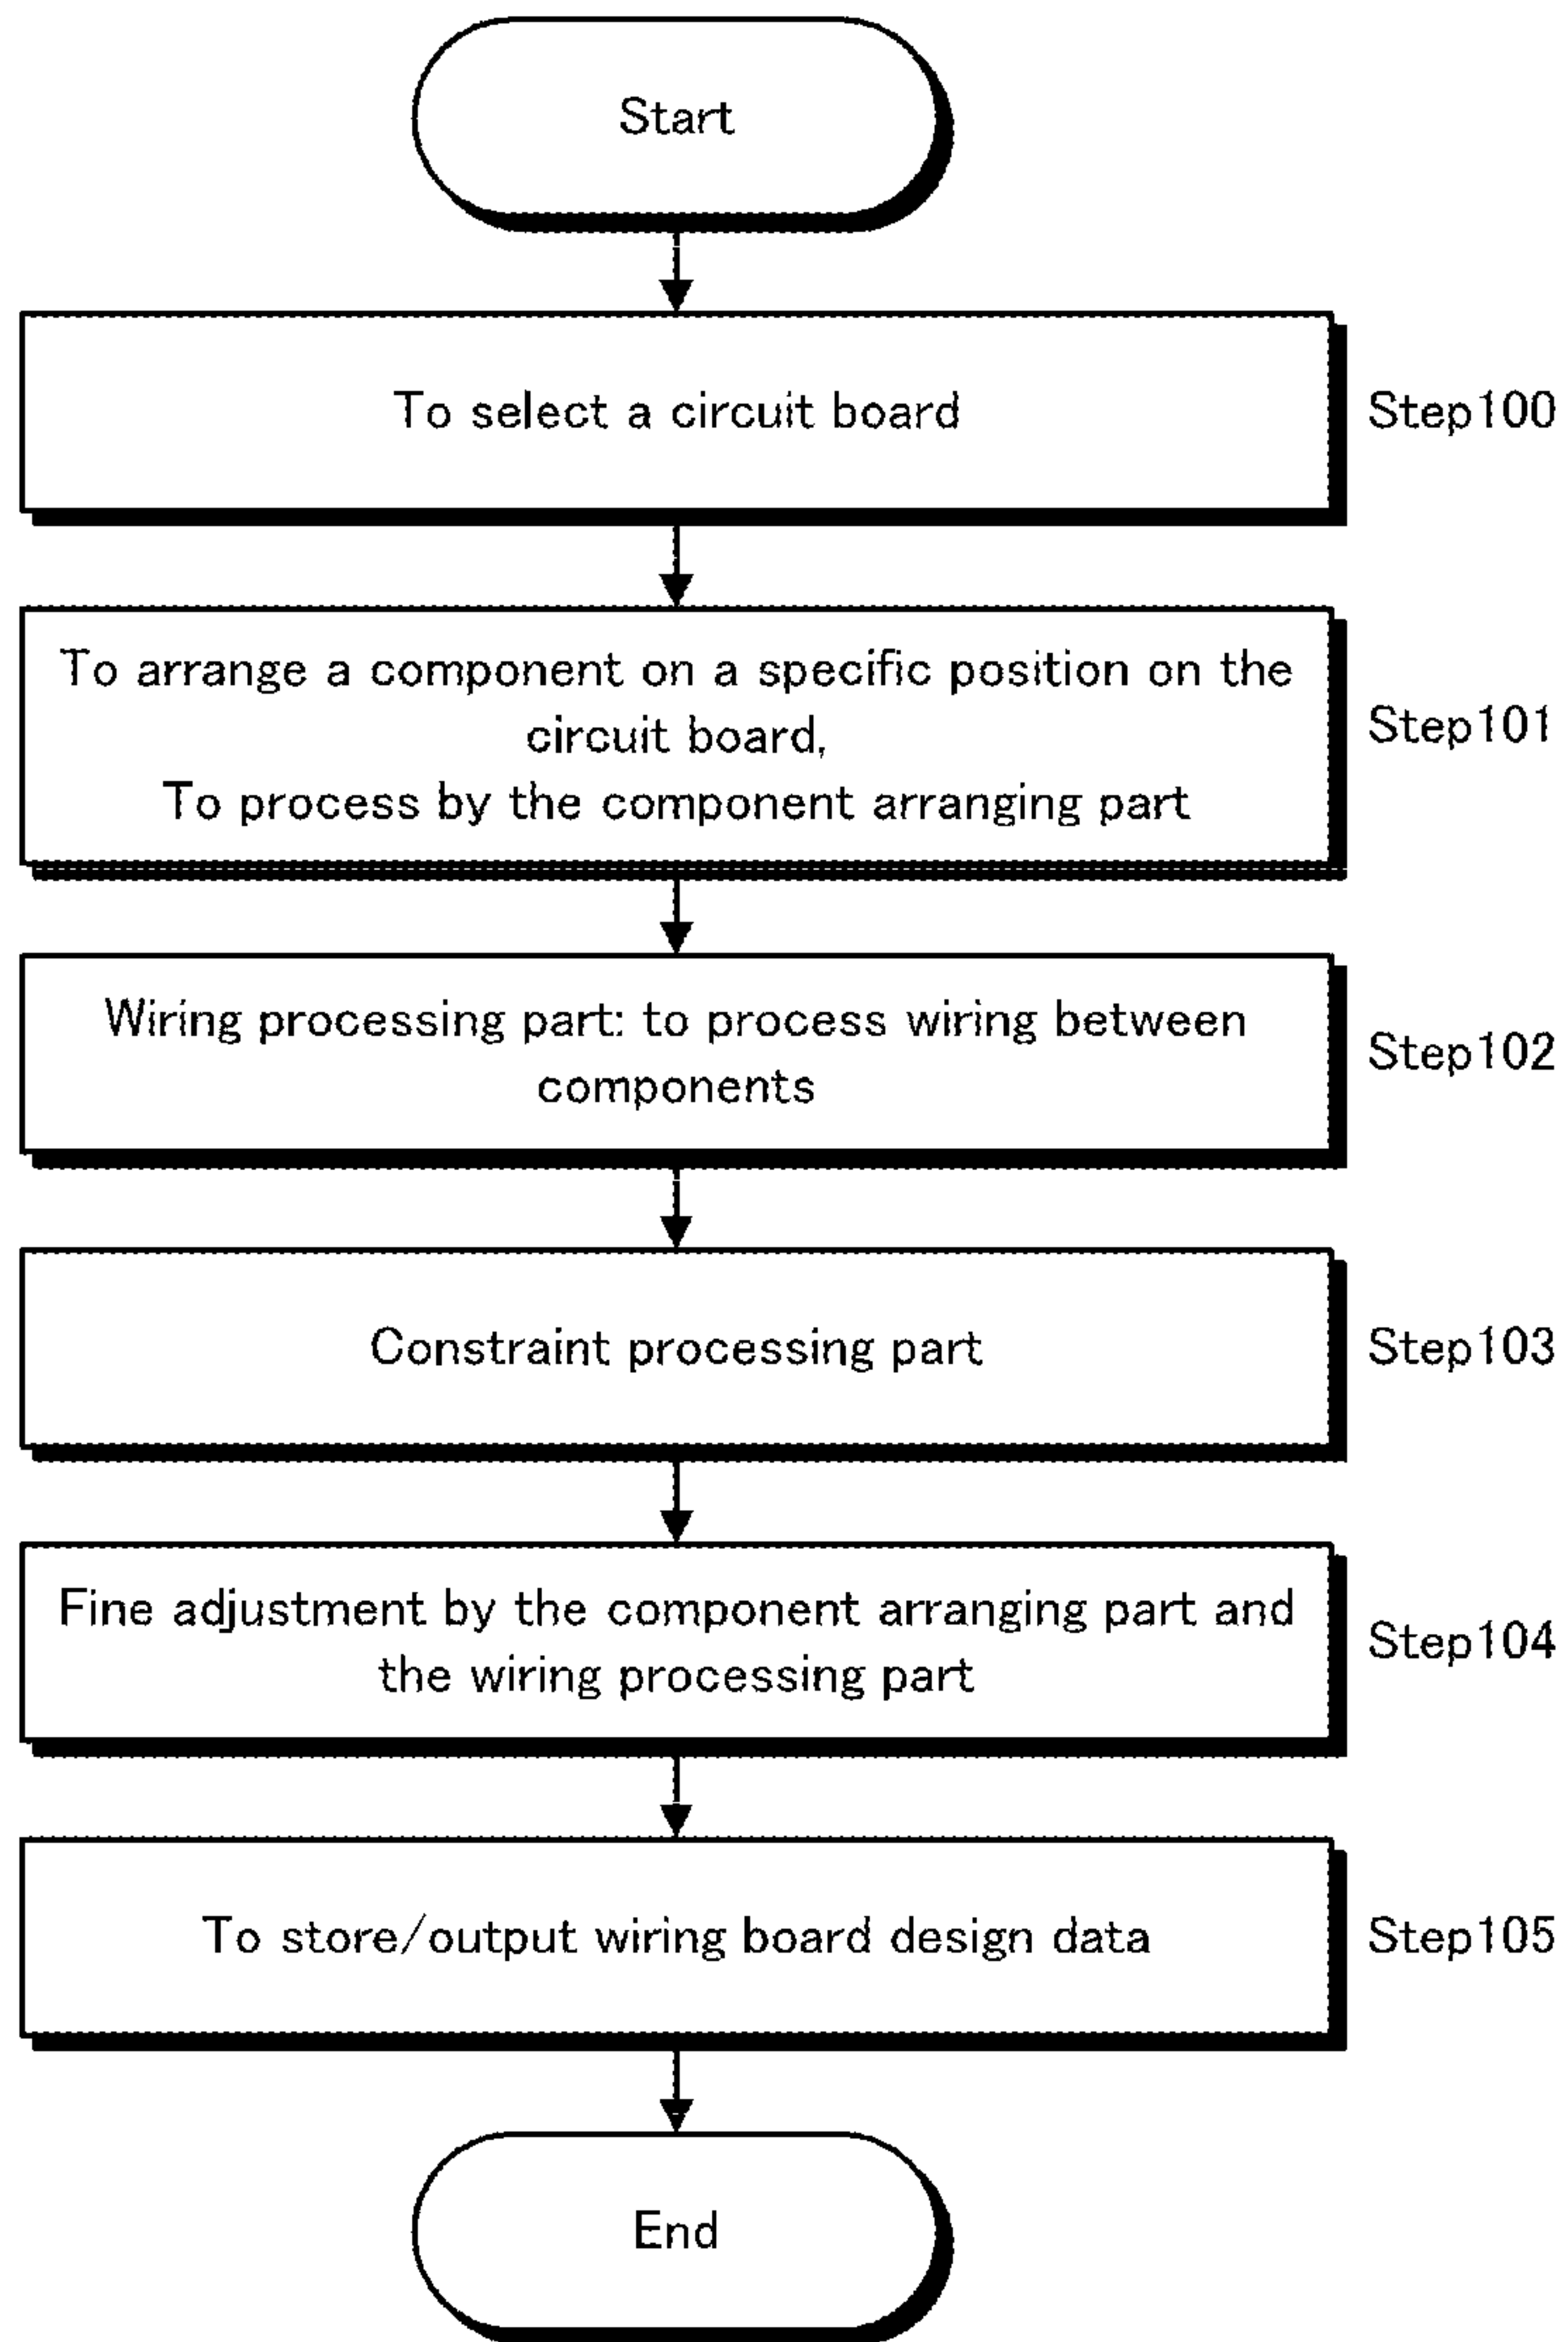 Start
To select a circuit board
Step100
To arrange a component on a specific position on the
circuit board,
To process by the component arranging part
Step101
Wiring processing part: to process wiring between
components
Step102
Constraint processing part
Step103
Fine adjustment by the component arranging part and
the wiring processing part
Step104
To store/output wiring board design data
Step105
End